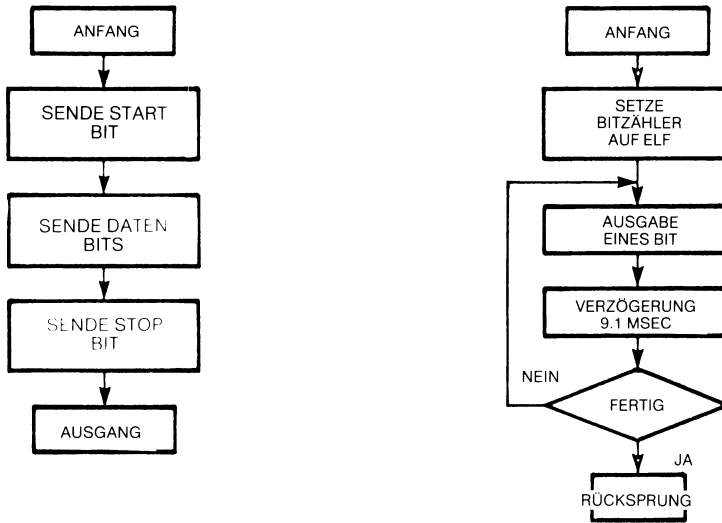 ANFANG
SENDE START
BIT
SENDE DATEN
BITS
SENDE STOP
BIT
AUSGANG
ANFANG
SETZE
BITZÄHLER
AUF ELF
AUSGABE
EINES BIT
VERZÖGERUNG
9.1 MSEC
NEIN
FERTIG
JA
RÜCKSPRUNG